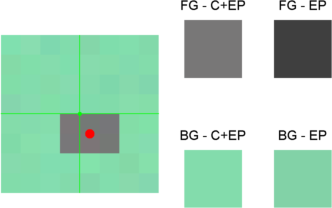 FG - C+EP
FG - EP
BG - C+EP
BG - EP